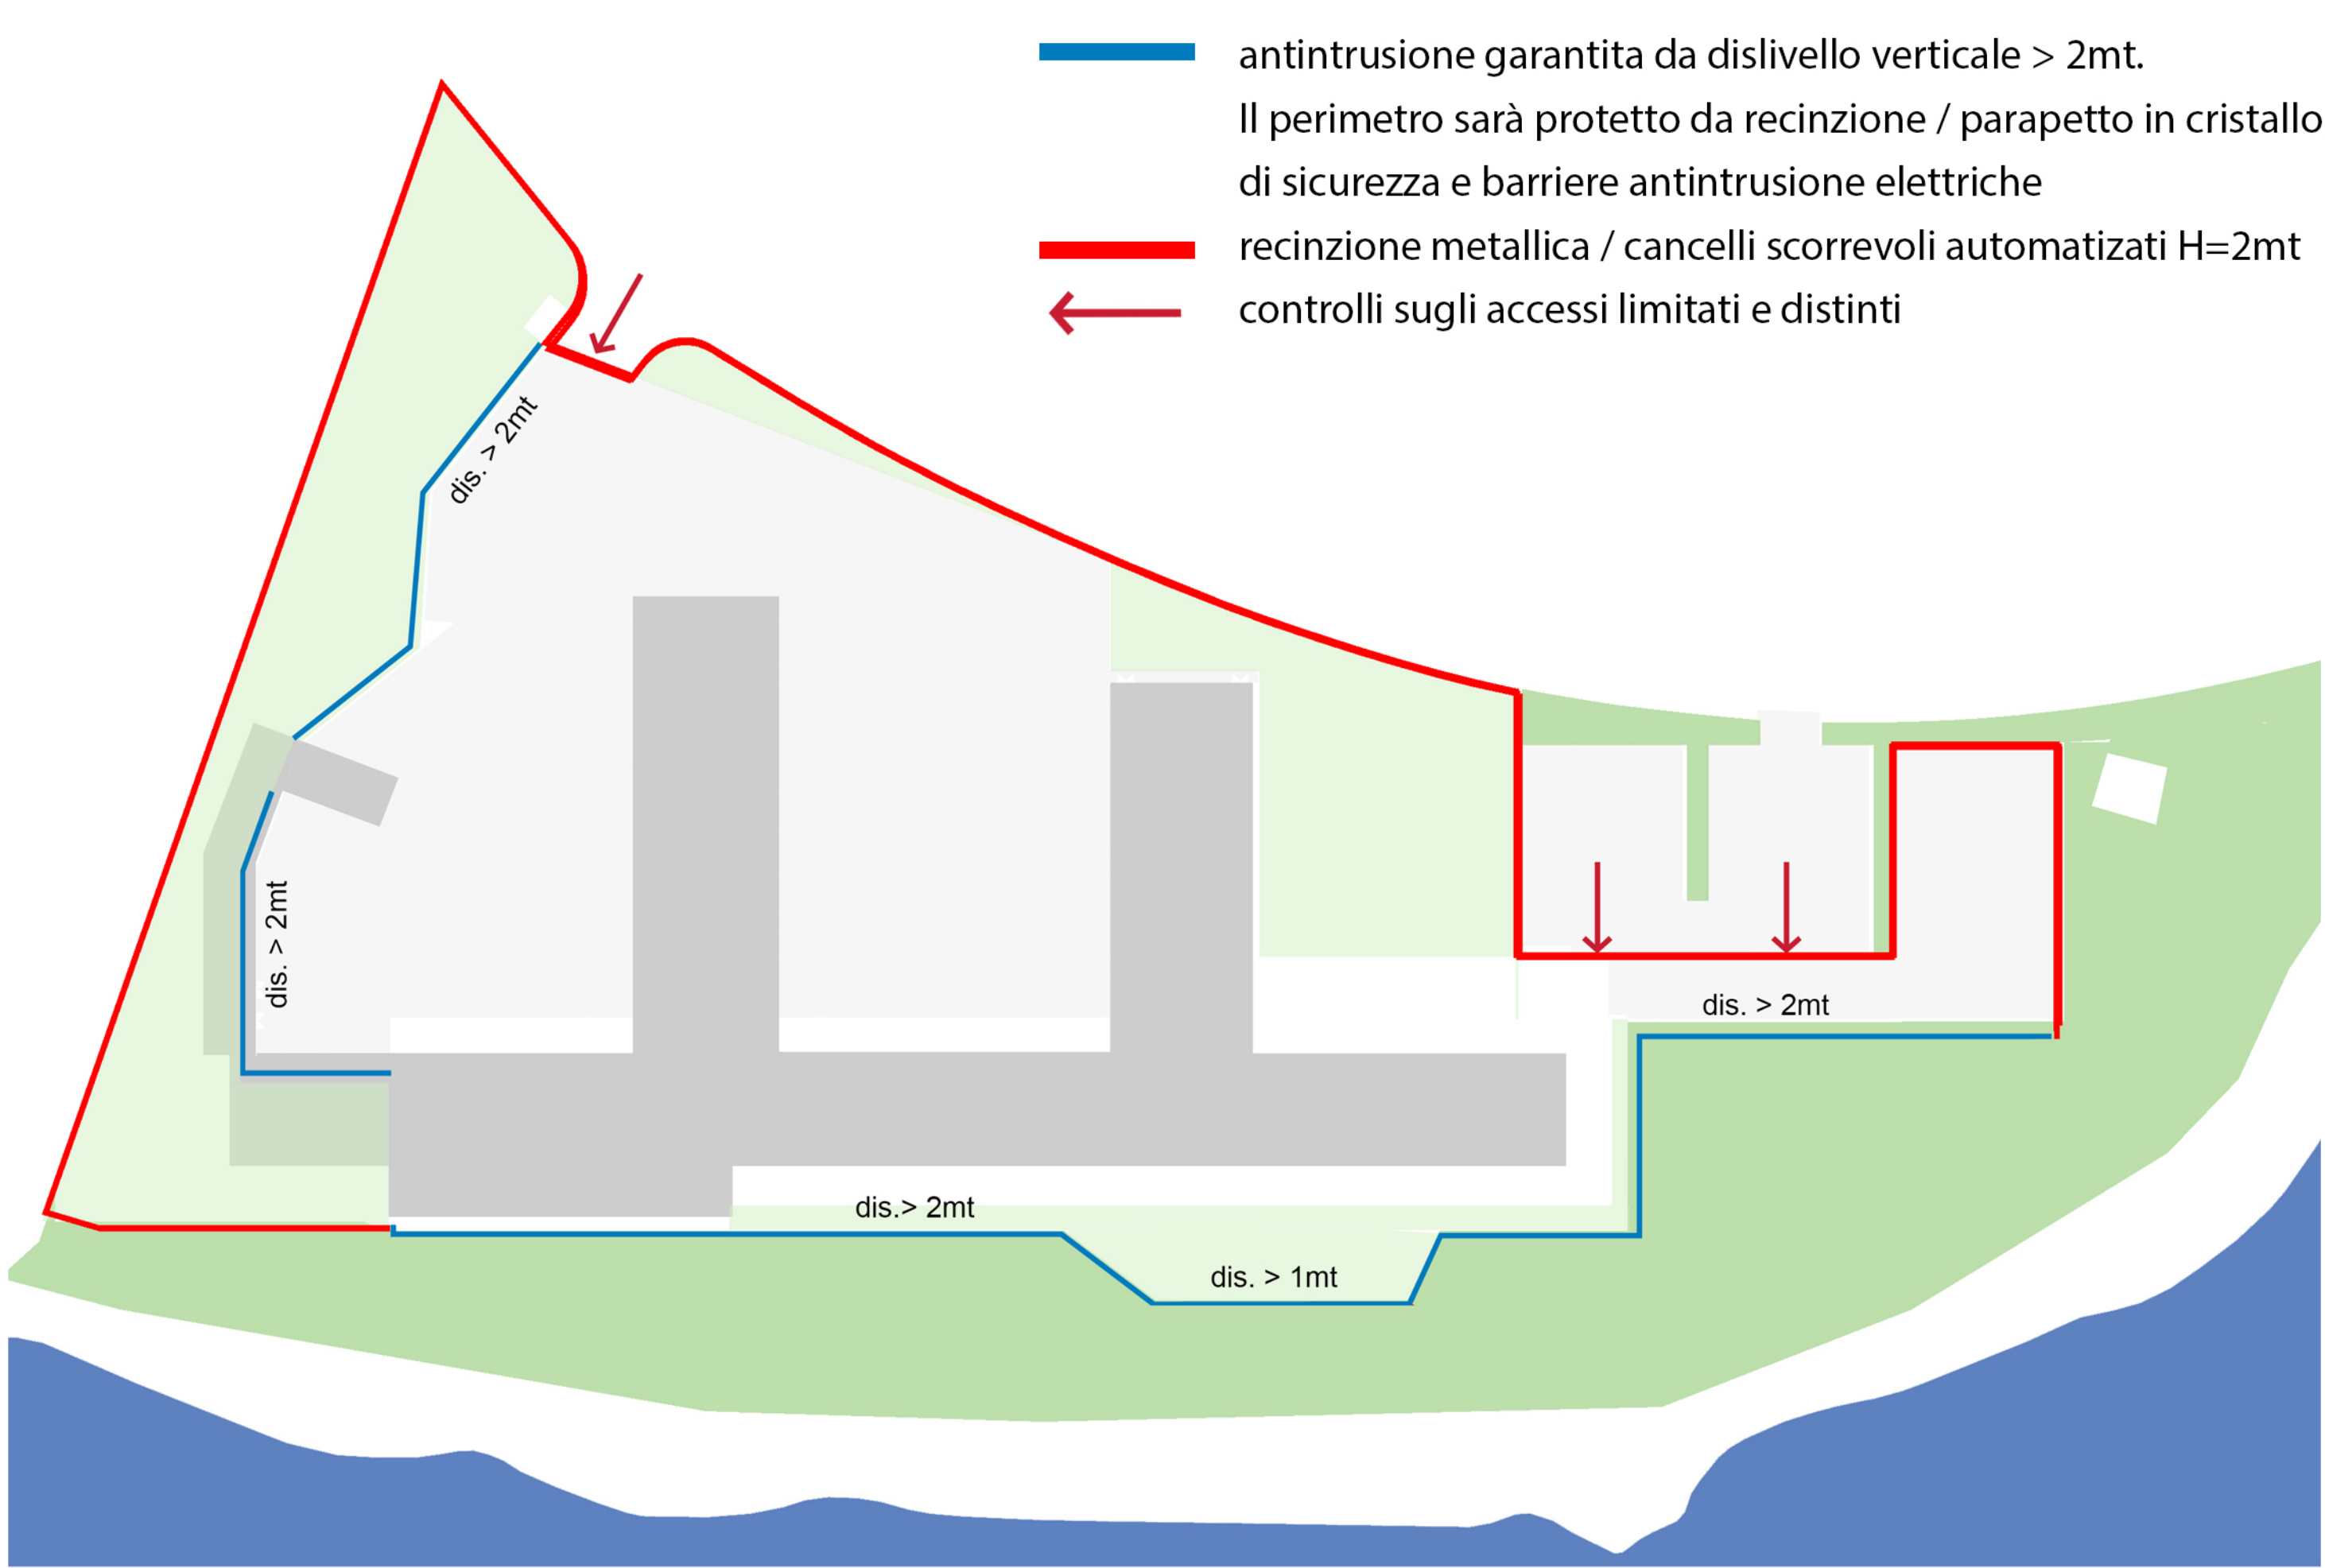 antintrusione garantita da dislivello verticale > 2mt.
Il perimetro sarà protetto da recinzione / parapetto in cristallo
di sicurezza e barriere antintrusione elettriche
recinzione metallica / cancelli scorrevoli automatizati H=2mt
controlli sugli accessi limitati e distinti
dis. > 2mt
dis. > 2mt
dis. > 2mt
dis.> 2mt
dis. > 1mt